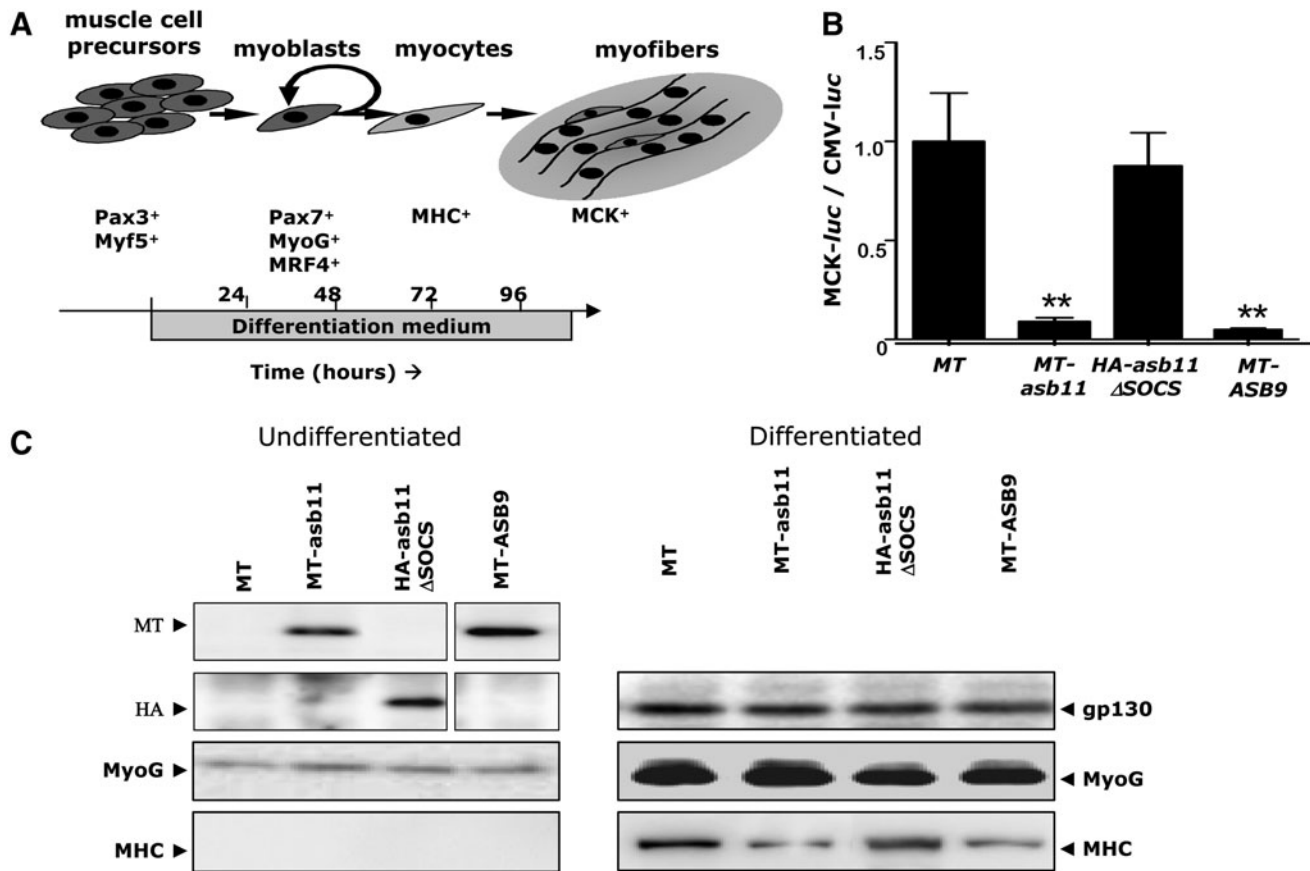 A
muscle cell
precursors
myoblasts
myocytes
myofibers
Pax3+
Myf5+
Pax7+
MyoG+
MRF4+
MHC+
MCK+
24
48
72
96
Differentiation medium
Time (hours) →
B
MCK-luc / CMV-luc
1.5
1.0
0.5
0
**
**
MT
MT-
asb11
HA-asb11
ΔSOCS
MT-
ASB9
C
Undifferentiated
MT
MT-asb11
HA-asb11
ΔSOCS
MT-ASB9
MT ►
HA ►
MyoG ►
MHC ►
Differentiated
MT
MT-asb11
HA-asb11
ΔSOCS
MT-ASB9
◄ gp130
◄ MyoG
◄ MHC